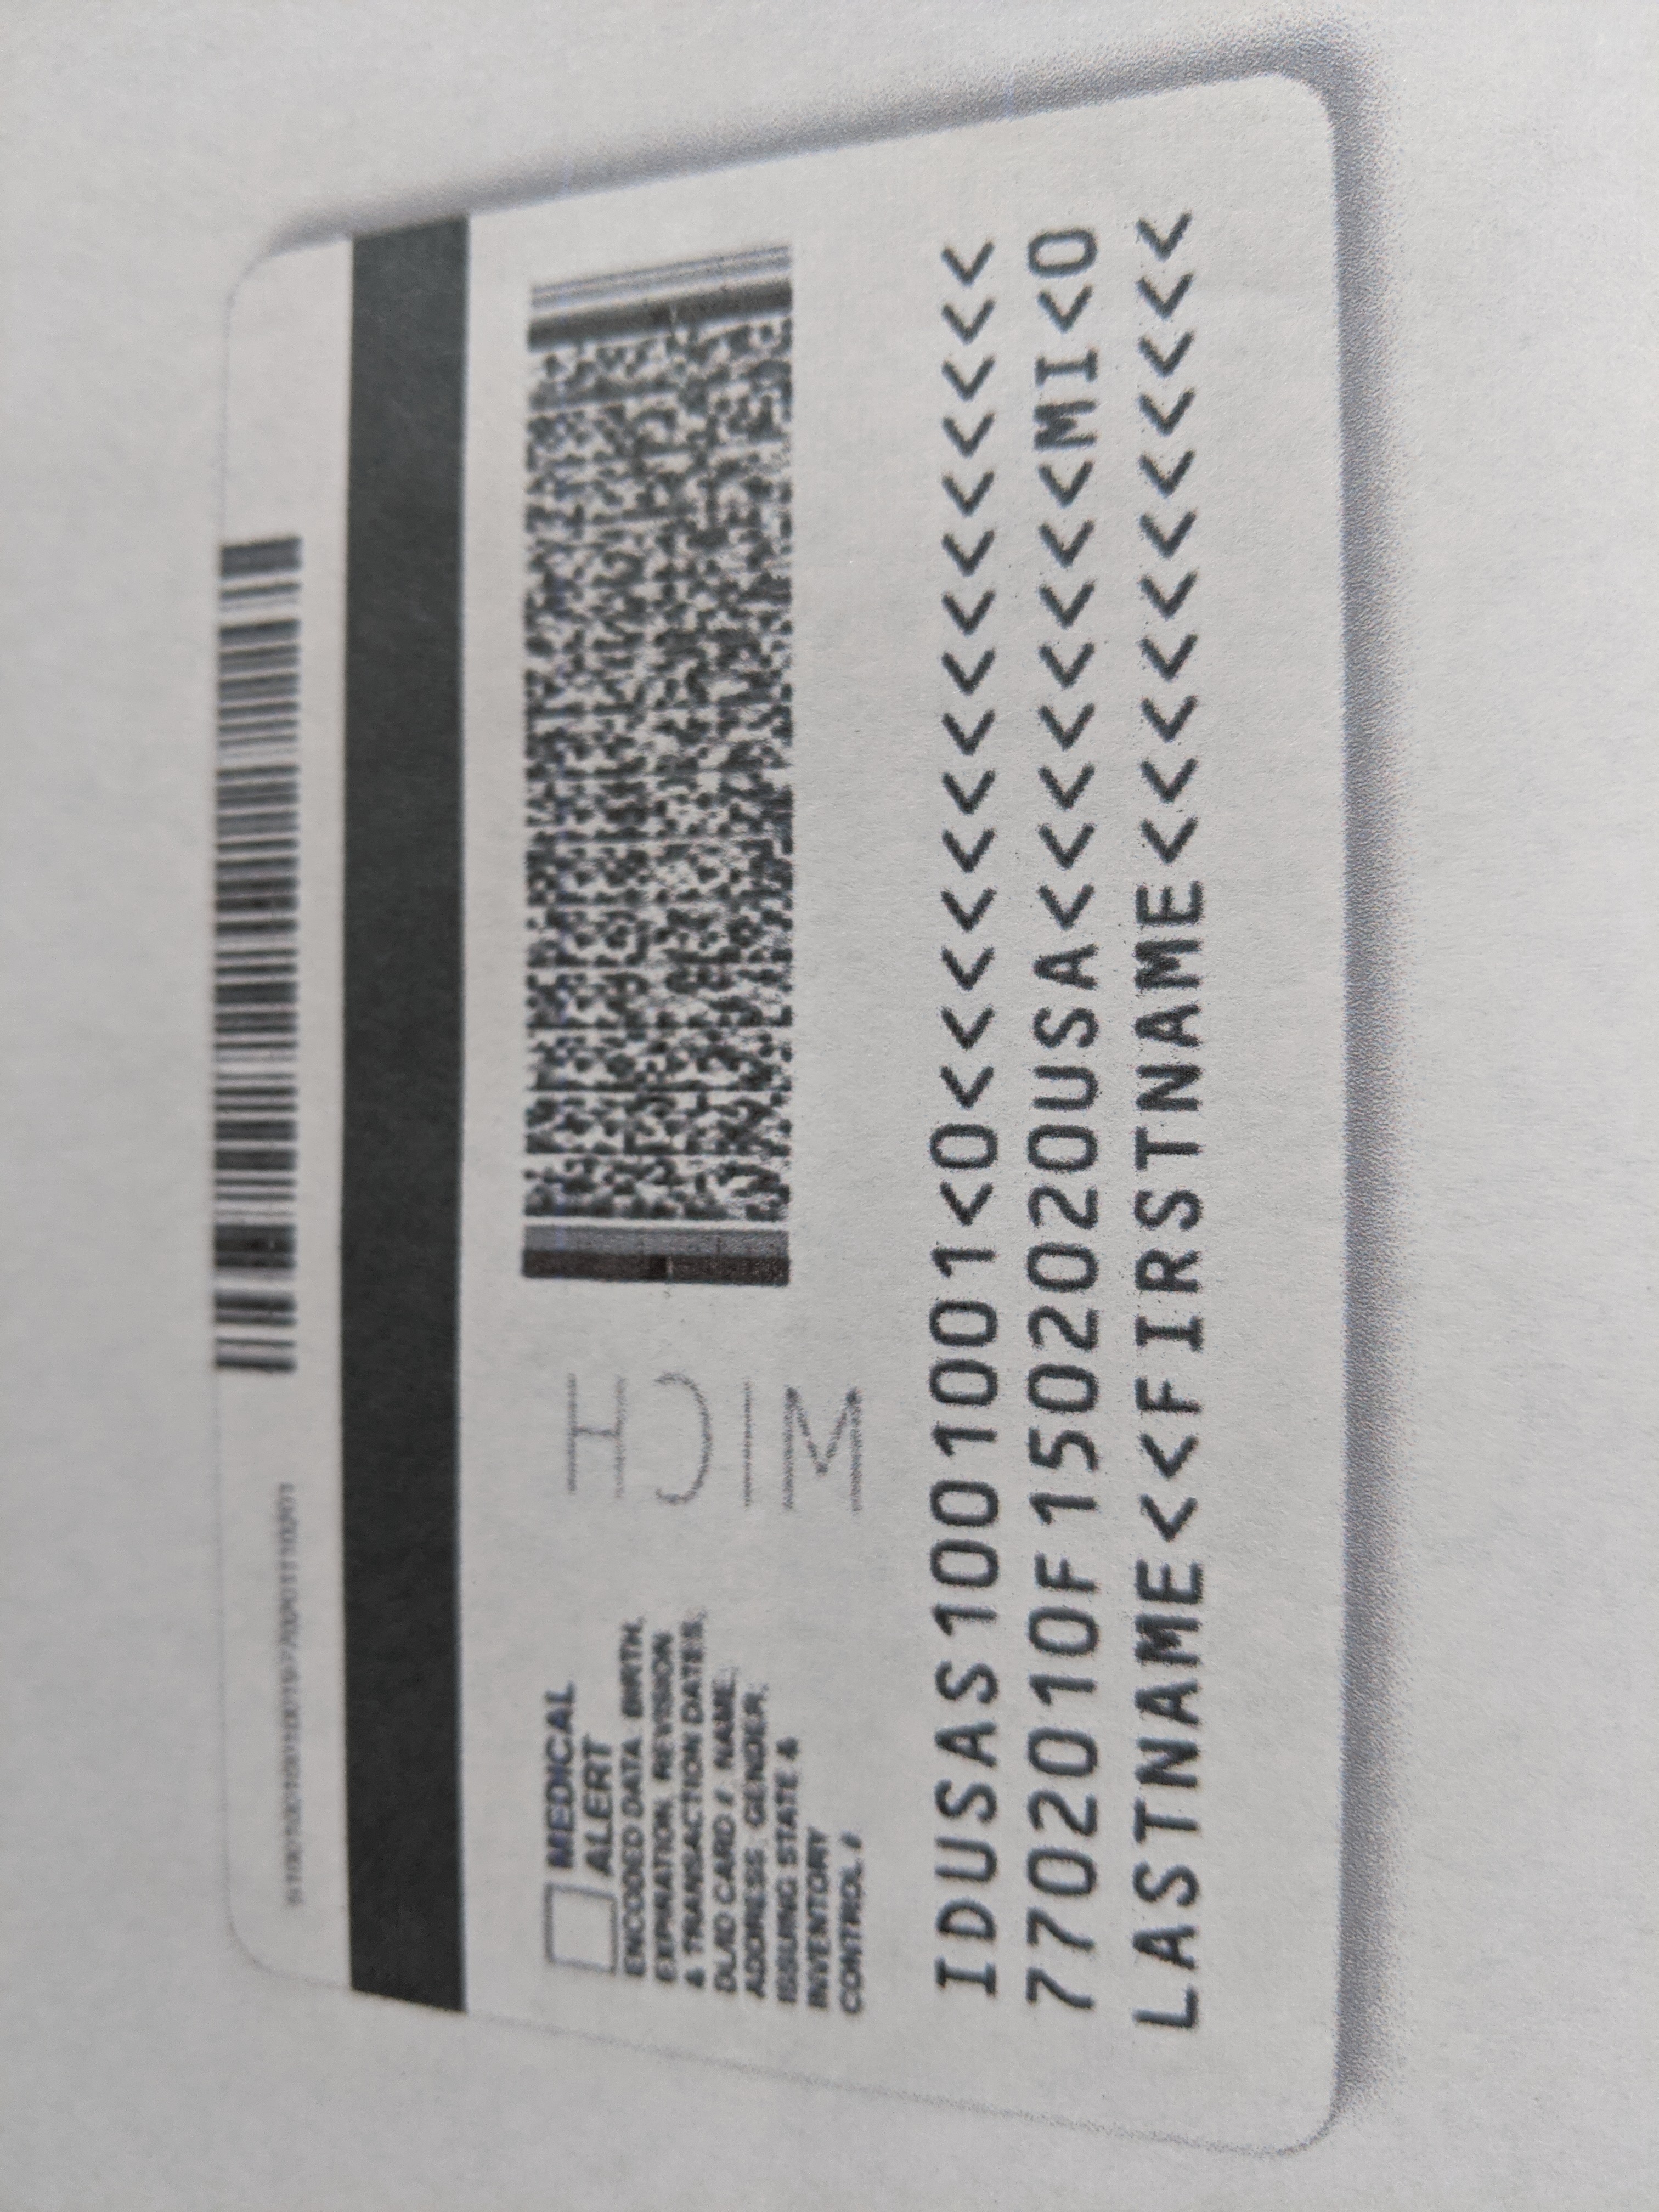 MEDICAL
ALERT
ENCODED DATA: BIRTH,
EXPIRATION, REVISION
& TRANSACTION DATES,
DL/ID CARD #, NAME,
ADDRESS, GENDER,
ISSUING STATE &
INVENTORY
CONTROL #
MICH
IDUSAS1001001<0<<<<<<<<<<<<<<<
7702010F1502020USA<<<<<<<<MI<0
LASTNAME<<FIRSTNAME<<<<<<<<<<<